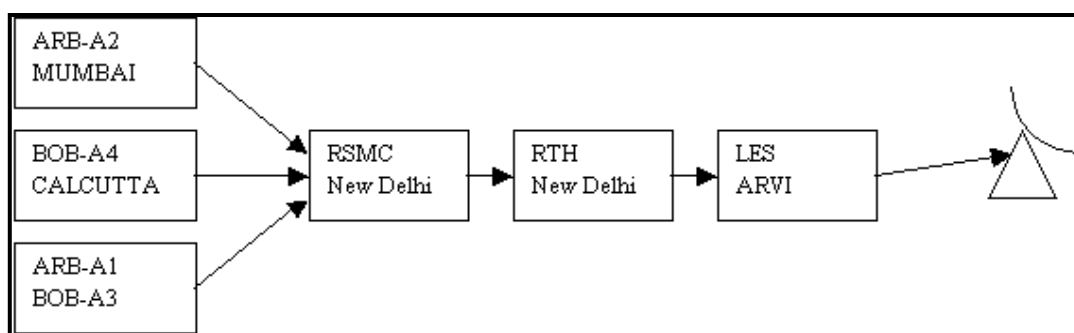 ARB-A2
MUMBAI
BOB-A4
CALCUTTA
ARB-A1
BOB-A3
RSMC
New Delhi
RTH
New Delhi
LES
ARVI